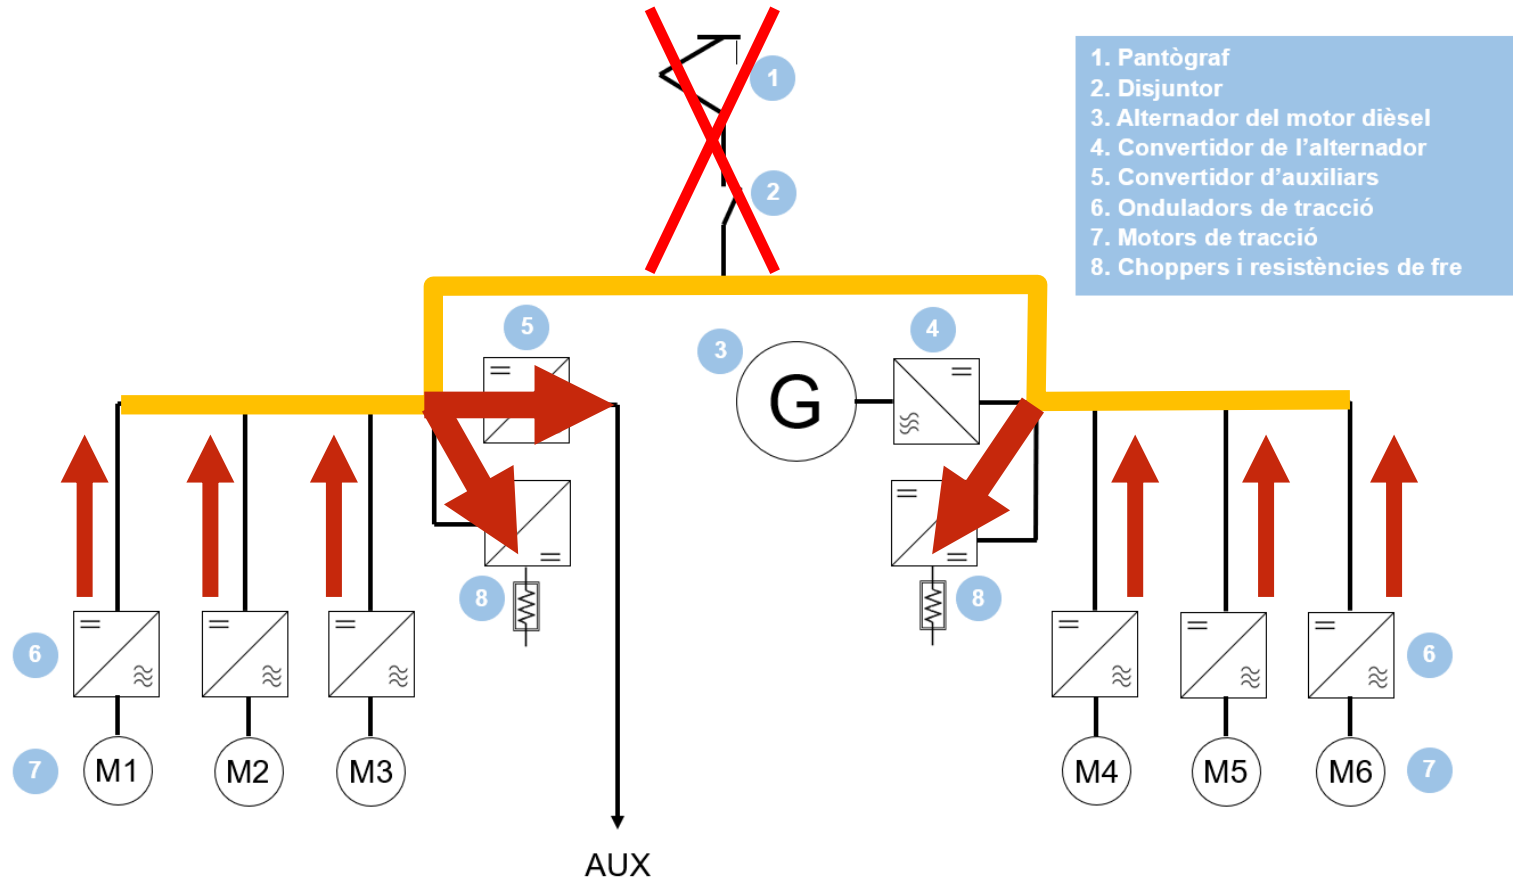 1
1. Pantògraf
2. Disjuntor
3. Alternador del motor dièsel
4. Convertidor de l'alternador
5. Convertidor d'auxiliars
6. Onduladors de tracció
7. Motors de tracció
8. Choppers i resistències de fre
2
5
3
4
G
8
8
6
6
7
M1
M2
M3
M4
M5
M6
7
AUX